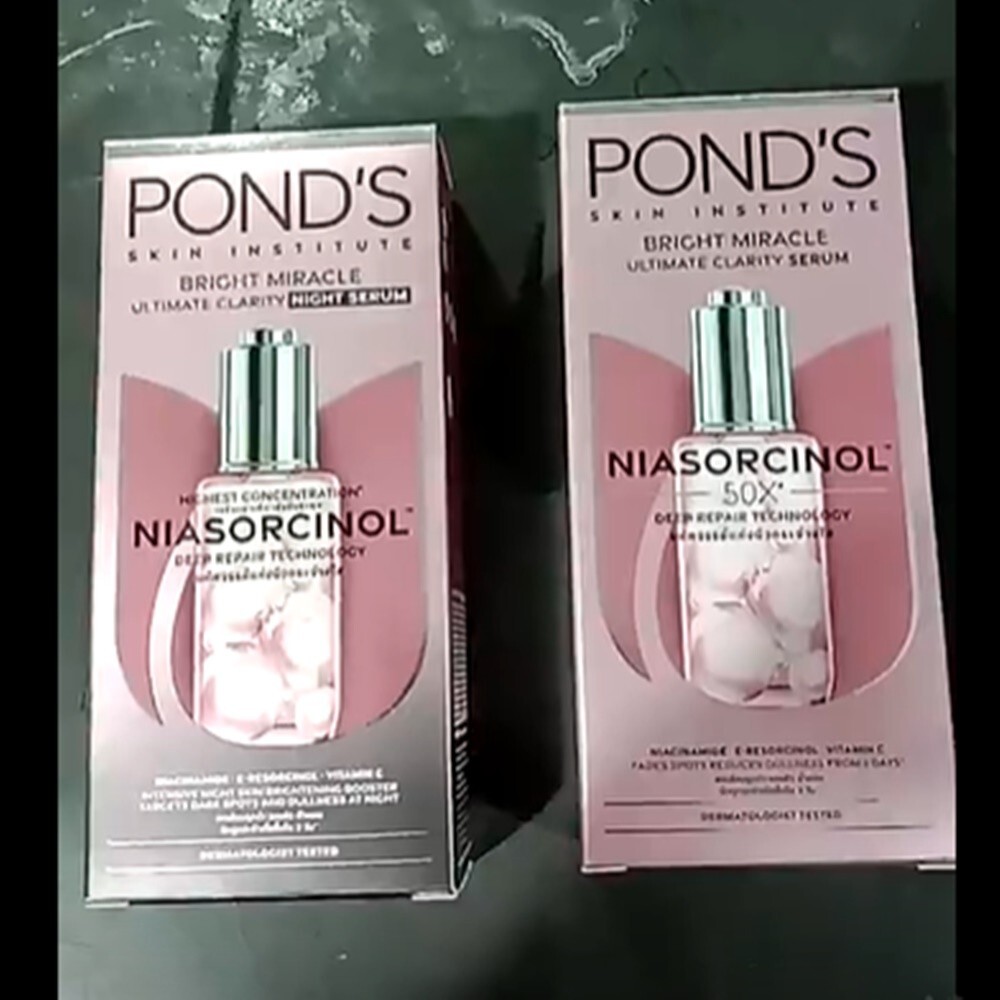 POND'S
SKIN INSTITUTE
BRIGHT MIRACLE
ULTIMATE CLARITY NIGHT SERUM
HIGHEST CONCENTRATION
NIASORCINOL™
DEEP REPAIR TECHNOLOGY
NIACINAMIDE · E-RESORCINOL · VITAMIN C
INTENSIVE NIGHT SKIN BRIGHTENING BOOSTER
TARGETS DARK SPOTS AND DULLNESS AT NIGHT
DERMATOLOGIST TESTED
POND'S
SKIN INSTITUTE
BRIGHT MIRACLE
ULTIMATE CLARITY SERUM
NIASORCINOL™
50X*
DEEP REPAIR TECHNOLOGY
NIACINAMIDE · E-RESORCINOL · VITAMIN C
FADES SPOTS REDUCES DULLNESS FROM 3 DAYS*
DERMATOLOGIST TESTED